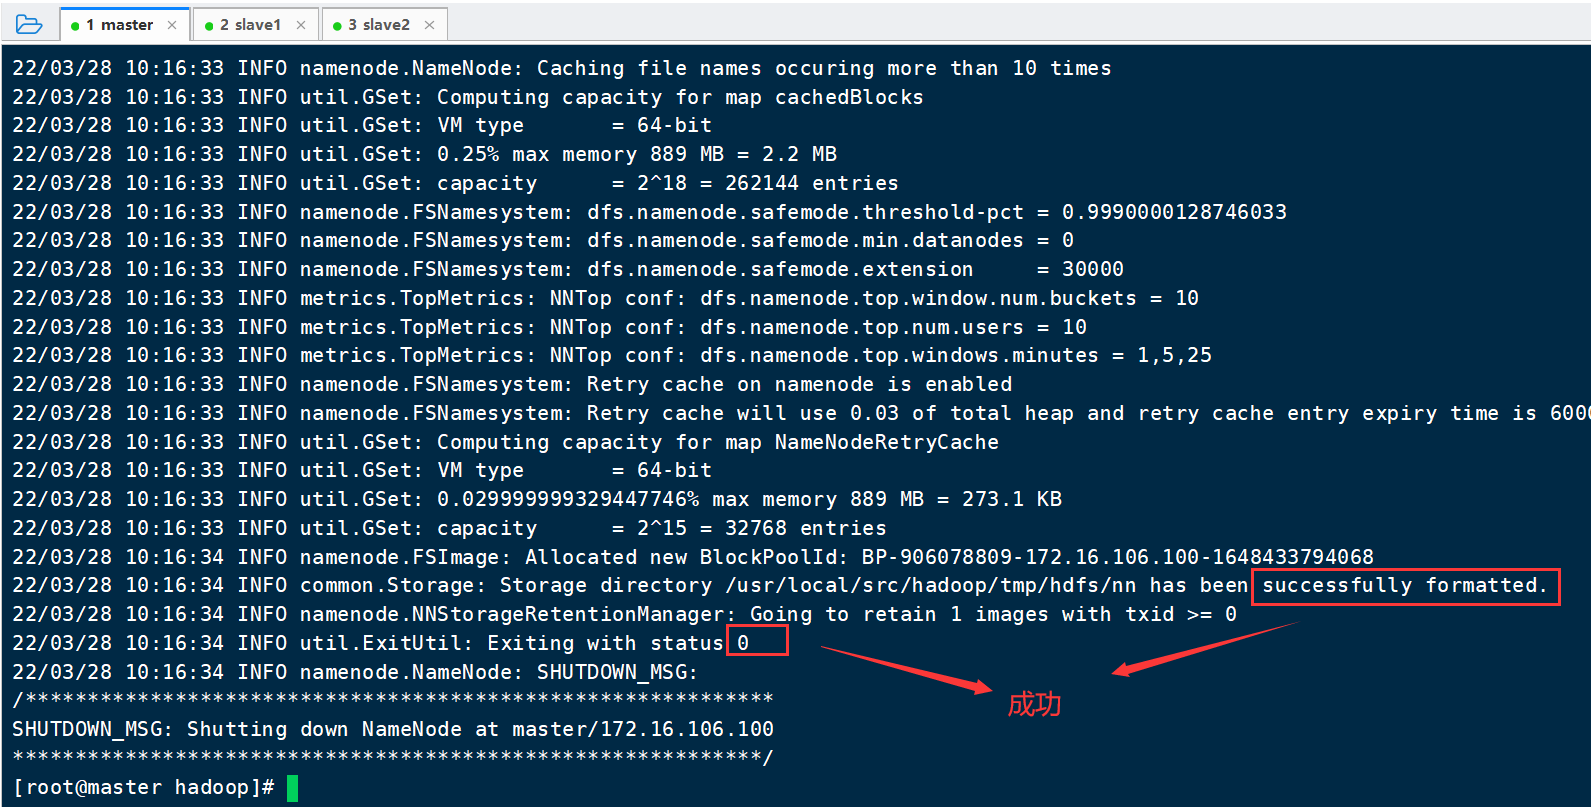 1 master × 2 slave1 × 3 slave2 ×
22/03/28 10:16:33 INFO namenode.NameNode: Caching file names occuring more than 10 times
22/03/28 10:16:33 INFO util.GSet: Computing capacity for map cachedBlocks
22/03/28 10:16:33 INFO util.GSet: VM type       = 64-bit
22/03/28 10:16:33 INFO util.GSet: 0.25% max memory 889 MB = 2.2 MB
22/03/28 10:16:33 INFO util.GSet: capacity      = 2^18 = 262144 entries
22/03/28 10:16:33 INFO namenode.FSNamesystem: dfs.namenode.safemode.threshold-pct = 0.9990000128746033
22/03/28 10:16:33 INFO namenode.FSNamesystem: dfs.namenode.safemode.min.datanodes = 0
22/03/28 10:16:33 INFO namenode.FSNamesystem: dfs.namenode.safemode.extension     = 30000
22/03/28 10:16:33 INFO metrics.TopMetrics: NNTop conf: dfs.namenode.top.window.num.buckets = 10
22/03/28 10:16:33 INFO metrics.TopMetrics: NNTop conf: dfs.namenode.top.num.users = 10
22/03/28 10:16:33 INFO metrics.TopMetrics: NNTop conf: dfs.namenode.top.windows.minutes = 1,5,25
22/03/28 10:16:33 INFO namenode.FSNamesystem: Retry cache on namenode is enabled
22/03/28 10:16:33 INFO namenode.FSNamesystem: Retry cache will use 0.03 of total heap and retry cache entry expiry time is 6000
22/03/28 10:16:33 INFO util.GSet: Computing capacity for map NameNodeRetryCache
22/03/28 10:16:33 INFO util.GSet: VM type       = 64-bit
22/03/28 10:16:33 INFO util.GSet: 0.029999999329447746% max memory 889 MB = 273.1 KB
22/03/28 10:16:33 INFO util.GSet: capacity      = 2^15 = 32768 entries
22/03/28 10:16:34 INFO namenode.FSImage: Allocated new BlockPoolId: BP-906078809-172.16.106.100-1648433794068
22/03/28 10:16:34 INFO common.Storage: Storage directory /usr/local/src/hadoop/tmp/hdfs/nn has been successfully formatted.
22/03/28 10:16:34 INFO namenode.NNStorageRetentionManager: Going to retain 1 images with txid >= 0
22/03/28 10:16:34 INFO util.ExitUtil: Exiting with status 0
22/03/28 10:16:34 INFO namenode.NameNode: SHUTDOWN_MSG:
/************************************************************
成功
SHUTDOWN_MSG: Shutting down NameNode at master/172.16.106.100
************************************************************/
[root@master hadoop]#